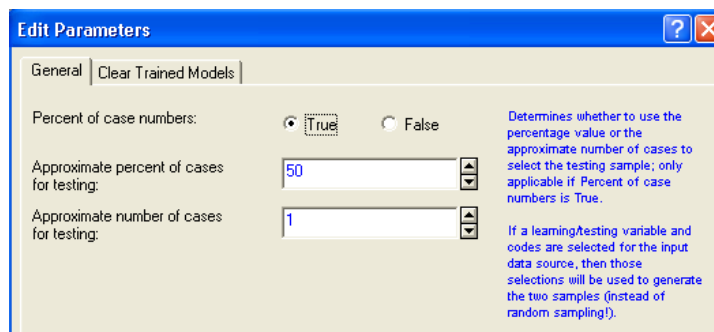 Edit Parameters
General
Clear Trained Models
Percent of case numbers:
True
False
Approximate percent of cases
for testing:
50
Approximate number of cases
for testing:
1
Determines whether to use the
percentage value or the
approximate number of cases to
select the testing sample; only
applicable if Percent of case
numbers is True.
If a learning/testing variable and
codes are selected for the input
data source, then those
selections will be used to generate
the two samples (instead of
random sampling!).